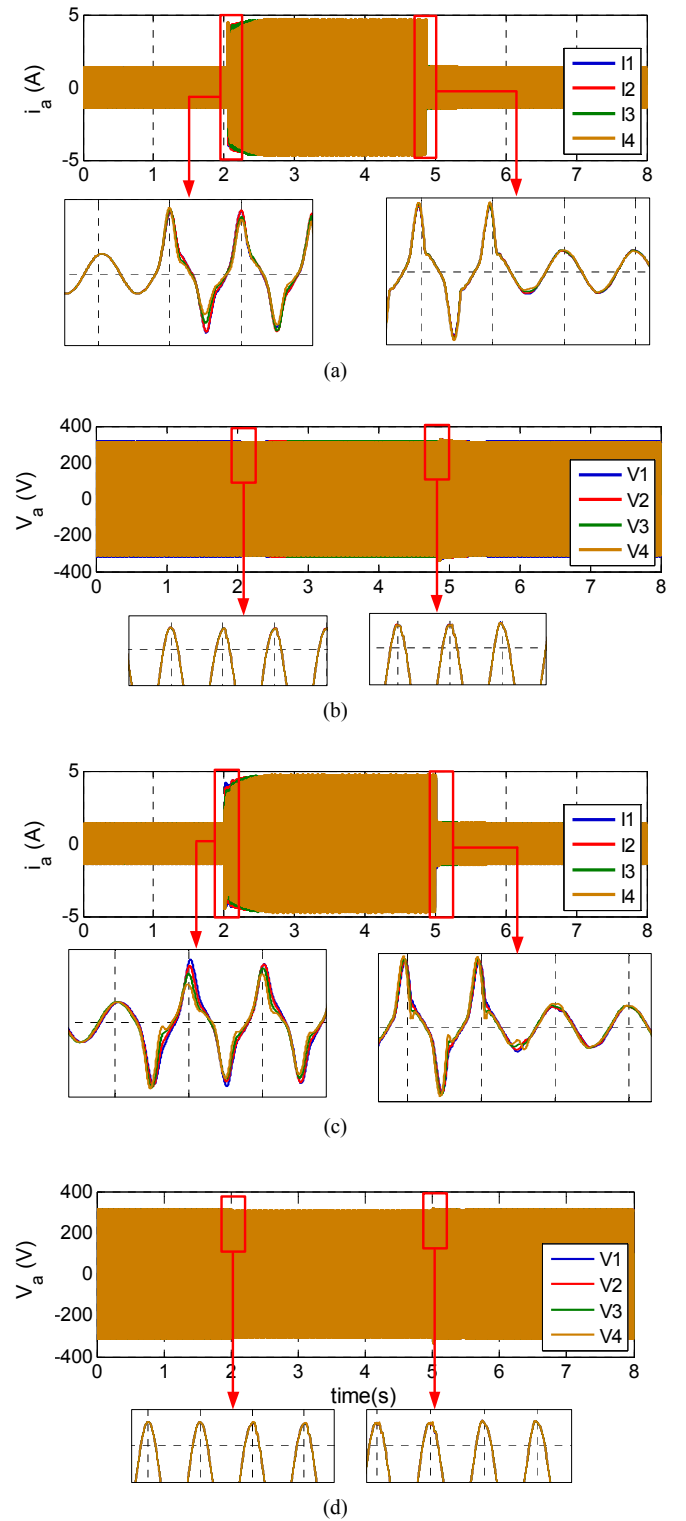 5
0
-5
i_a (A)
I1
I2
I3
I4
0 1 2 3 4 5 6 7 8
(a)
400
200
0
-200
-400
V_a (V)
V1
V2
V3
V4
0 1 2 3 4 5 6 7 8
(b)
5
0
-5
i_a (A)
I1
I2
I3
I4
0 1 2 3 4 5 6 7 8
(c)
400
200
0
-200
-400
V_a (V)
V1
V2
V3
V4
0 1 2 3 4 5 6 7 8
time(s)
(d)